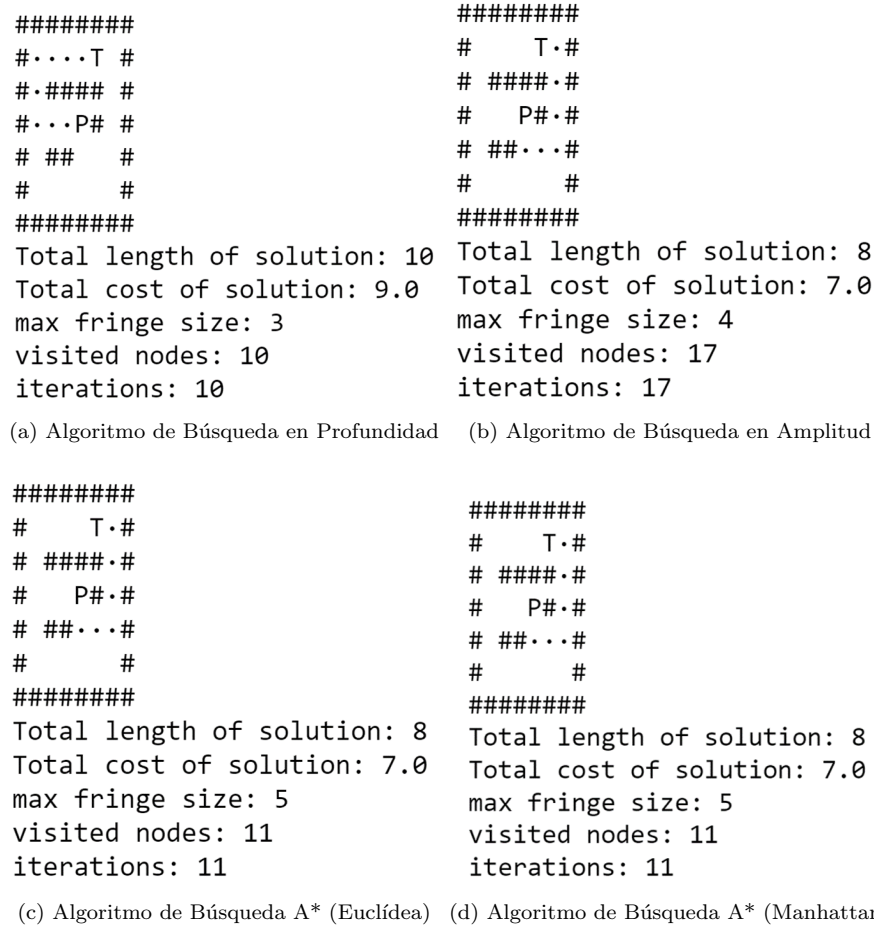 ########
#····T #
#·#### #
#···P# #
# ##   #
#      #
########
Total length of solution: 10
Total cost of solution: 9.0
max fringe size: 3
visited nodes: 10
iterations: 10
(a) Algoritmo de Búsqueda en Profundidad
########
#    T·#
# ####·#
#   P#·#
# ##···#
#      #
########
Total length of solution: 8
Total cost of solution: 7.0
max fringe size: 4
visited nodes: 17
iterations: 17
(b) Algoritmo de Búsqueda en Amplitud
########
#    T·#
# ####·#
#   P#·#
# ##···#
#      #
########
Total length of solution: 8
Total cost of solution: 7.0
max fringe size: 5
visited nodes: 11
iterations: 11
(c) Algoritmo de Búsqueda A* (Euclídea)
########
#    T·#
# ####·#
#   P#·#
# ##···#
#      #
########
Total length of solution: 8
Total cost of solution: 7.0
max fringe size: 5
visited nodes: 11
iterations: 11
(d) Algoritmo de Búsqueda A* (Manhattan